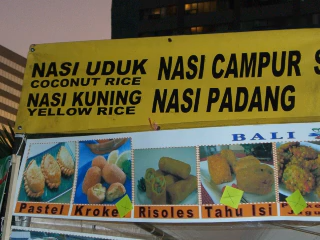 NASI UDUK NASI CAMPUR S
COCONUT RICE
NASI KUNING NASI PADANG
YELLOW RICE
BALI
Pastel Kroke Risoles Tahu Isi